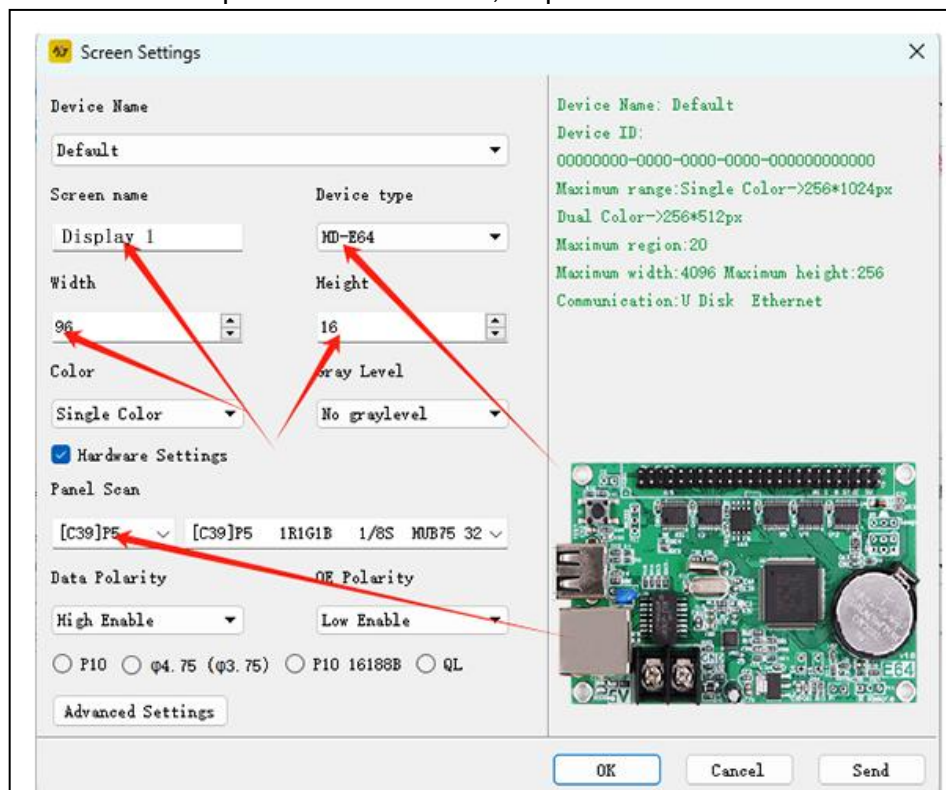 Screen Settings
Device Name
Default
Screen name
Device type
Display 1
HD-E64
Width
Height
96
16
Color
Gray Level
Single Color
No graylevel
Hardware Settings
Panel Scan
[C39]P5
[C39]P5 1R1G1B 1/8S HUB75 32
Data Polarity
OE Polarity
High Enable
Low Enable
P10
φ4.75 (φ3.75)
P10 16188B
QL
Advanced Settings
Device Name: Default
Device ID:
00000000-0000-0000-0000-000000000000
Maximum range:Single Color->256*1024px
Dual Color->256*512px
Maximum region:20
Maximum width:4096 Maximum height:256
Communication:U Disk Ethernet
E64
5V
OK
Cancel
Send